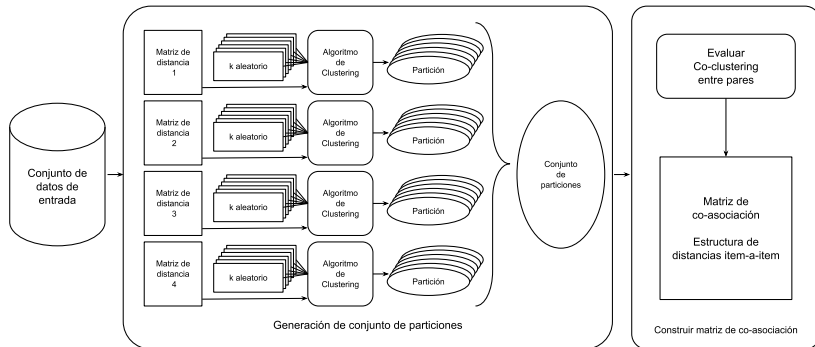 Conjunto de
datos de
entrada
Matriz de
distancia
1
k aleatorio
Algoritmo
de
Clustering
Partición
Matriz de
distancia
2
k aleatorio
Algoritmo
de
Clustering
Partición
Matriz de
distancia
3
k aleatorio
Algoritmo
de
Clustering
Partición
Matriz de
distancia
4
k aleatorio
Algoritmo
de
Clustering
Partición
Conjunto
de
particiones
Generación de conjunto de particiones
Evaluar
Co-clustering
entre pares
Matriz de
co-asociación
Estructura de
distancias item-a-item
Construir matriz de co-asociación